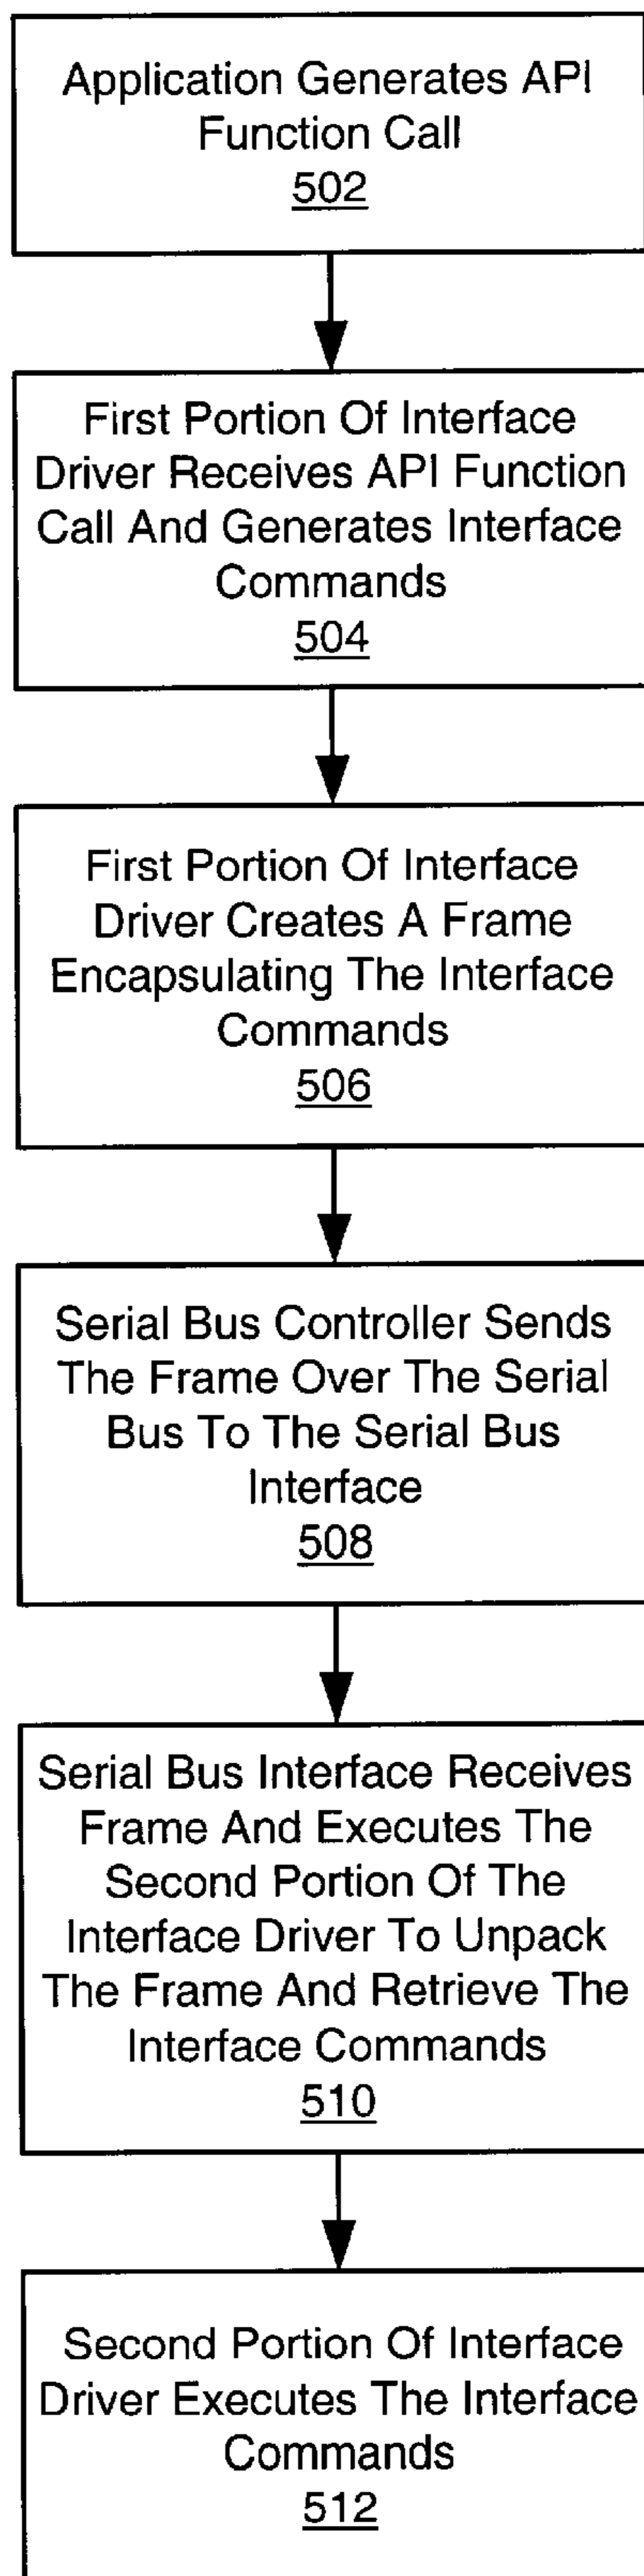 Application Generates API
Function Call
502
First Portion Of Interface
Driver Receives API Function
Call And Generates Interface
Commands
504
First Portion Of Interface
Driver Creates A Frame
Encapsulating The Interface
Commands
506
Serial Bus Controller Sends
The Frame Over The Serial
Bus To The Serial Bus
Interface
508
Serial Bus Interface Receives
Frame And Executes The
Second Portion Of The
Interface Driver To Unpack
The Frame And Retrieve The
Interface Commands
510
Second Portion Of Interface
Driver Executes The Interface
Commands
512